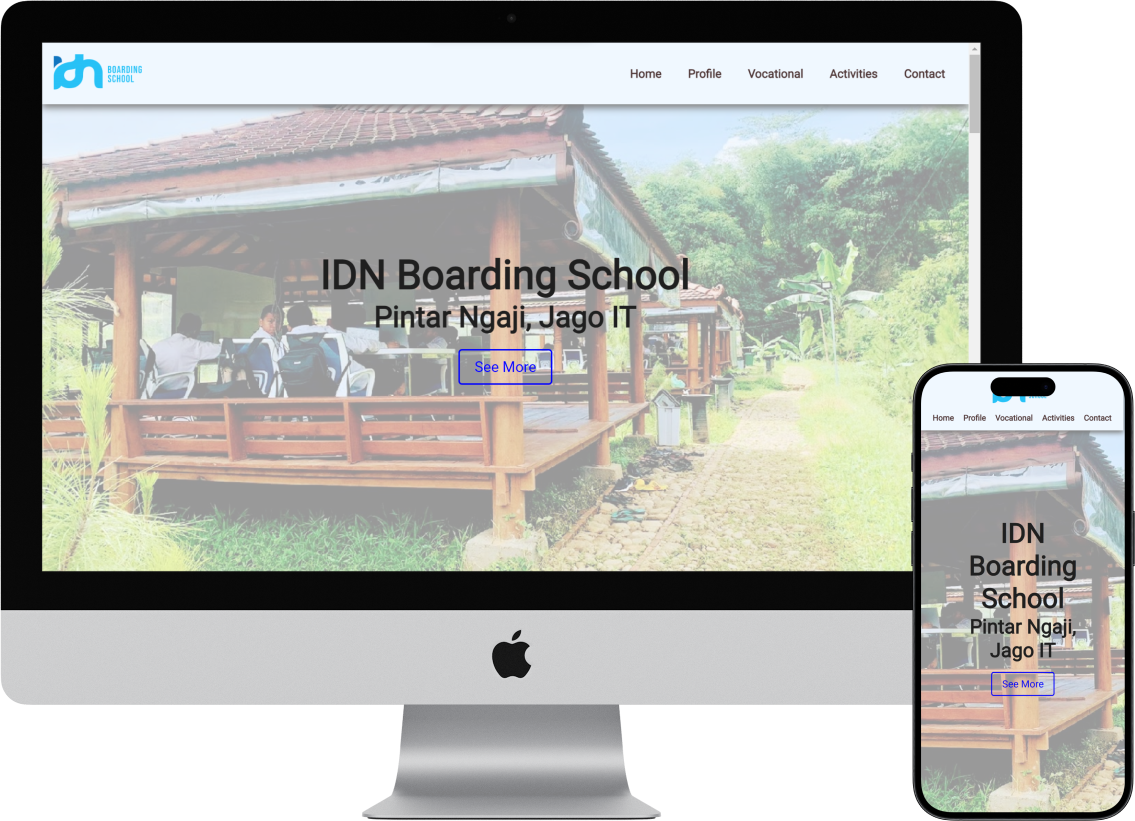 idn BOARDING
SCHOOL
Home Profile Vocational Activities Contact
IDN Boarding School
Pintar Ngaji, Jago IT
See More
Home Profile Vocational Activities Contact
IDN
Boarding
School
Pintar Ngaji,
Jago IT
See More